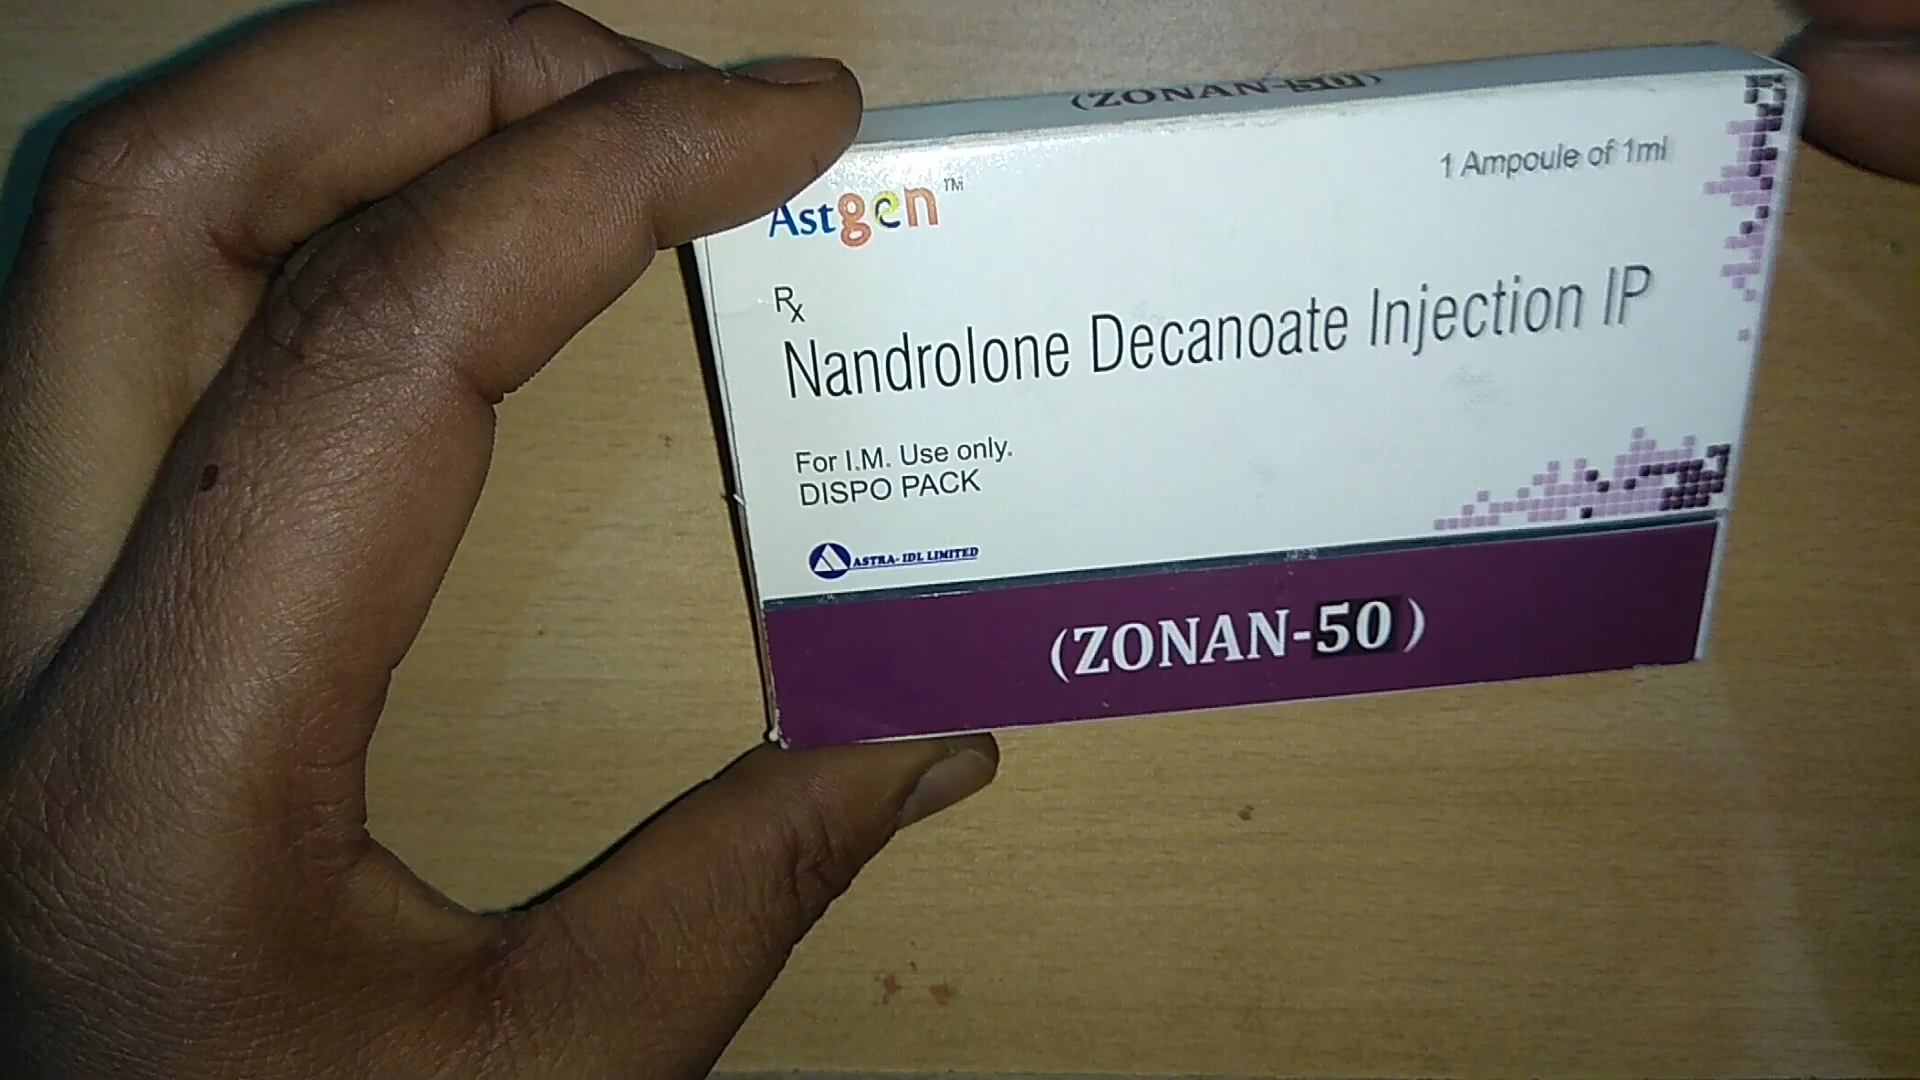 (ZONAN-50)
1 Ampoule of 1ml
Astgen™
Rx
Nandrolone Decanoate Injection IP
For I.M. Use only.
DISPO PACK
ASTRA-IDL LIMITED
(ZONAN-50)